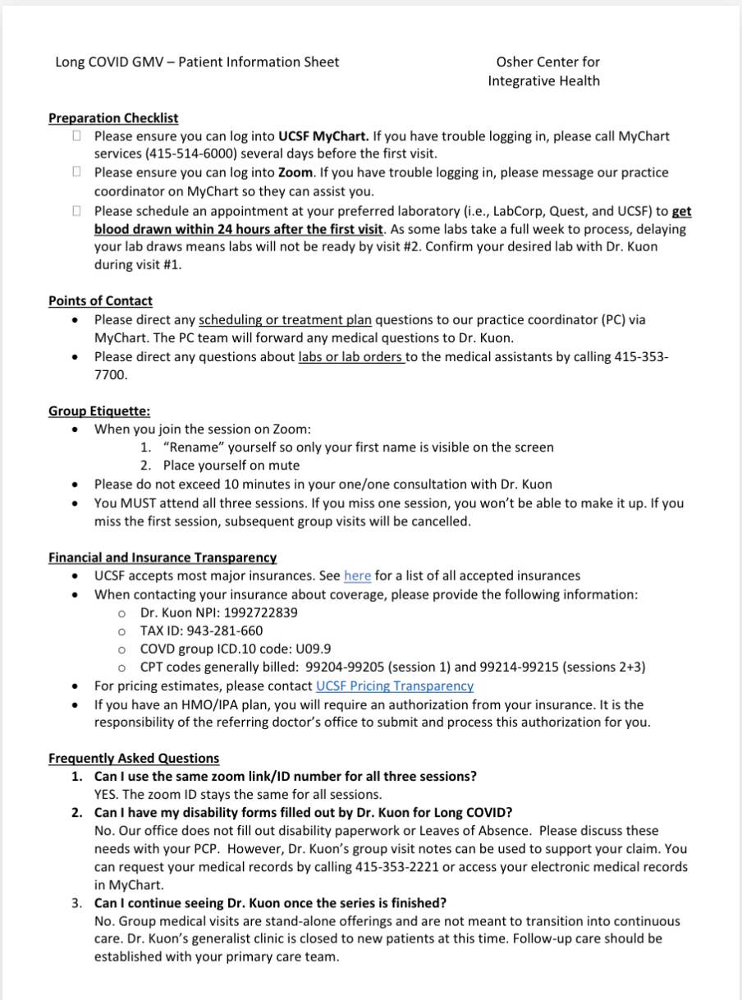 Long COVID GMV – Patient Information Sheet
Osher Center for
Integrative Health
Preparation Checklist
Please ensure you can log into UCSF MyChart. If you have trouble logging in, please call MyChart
services (415-514-6000) several days before the first visit.
Please ensure you can log into Zoom. If you have trouble logging in, please message our practice
coordinator on MyChart so they can assist you.
Please schedule an appointment at your preferred laboratory (i.e., LabCorp, Quest, and UCSF) to get
blood drawn within 24 hours after the first visit. As some labs take a full week to process, delaying
your lab draws means labs will not be ready by visit #2. Confirm your desired lab with Dr. Kuon
during visit #1.
Points of Contact
• Please direct any scheduling or treatment plan questions to our practice coordinator (PC) via
MyChart. The PC team will forward any medical questions to Dr. Kuon.
• Please direct any questions about labs or lab orders to the medical assistants by calling 415-353-
7700.
Group Etiquette:
• When you join the session on Zoom:
1. “Rename” yourself so only your first name is visible on the screen
2. Place yourself on mute
• Please do not exceed 10 minutes in your one/one consultation with Dr. Kuon
• You MUST attend all three sessions. If you miss one session, you won’t be able to make it up. If you
miss the first session, subsequent group visits will be cancelled.
Financial and Insurance Transparency
• UCSF accepts most major insurances. See here for a list of all accepted insurances
• When contacting your insurance about coverage, please provide the following information:
o Dr. Kuon NPI: 1992722839
o TAX ID: 943-281-660
o COVD group ICD.10 code: U09.9
o CPT codes generally billed: 99204-99205 (session 1) and 99214-99215 (sessions 2+3)
• For pricing estimates, please contact UCSF Pricing Transparency
• If you have an HMO/IPA plan, you will require an authorization from your insurance. It is the
responsibility of the referring doctor’s office to submit and process this authorization for you.
Frequently Asked Questions
1. Can I use the same zoom link/ID number for all three sessions?
YES. The zoom ID stays the same for all sessions.
2. Can I have my disability forms filled out by Dr. Kuon for Long COVID?
No. Our office does not fill out disability paperwork or Leaves of Absence. Please discuss these
needs with your PCP. However, Dr. Kuon’s group visit notes can be used to support your claim. You
can request your medical records by calling 415-353-2221 or access your electronic medical records
in MyChart.
3. Can I continue seeing Dr. Kuon once the series is finished?
No. Group medical visits are stand-alone offerings and are not meant to transition into continuous
care. Dr. Kuon’s generalist clinic is closed to new patients at this time. Follow-up care should be
established with your primary care team.